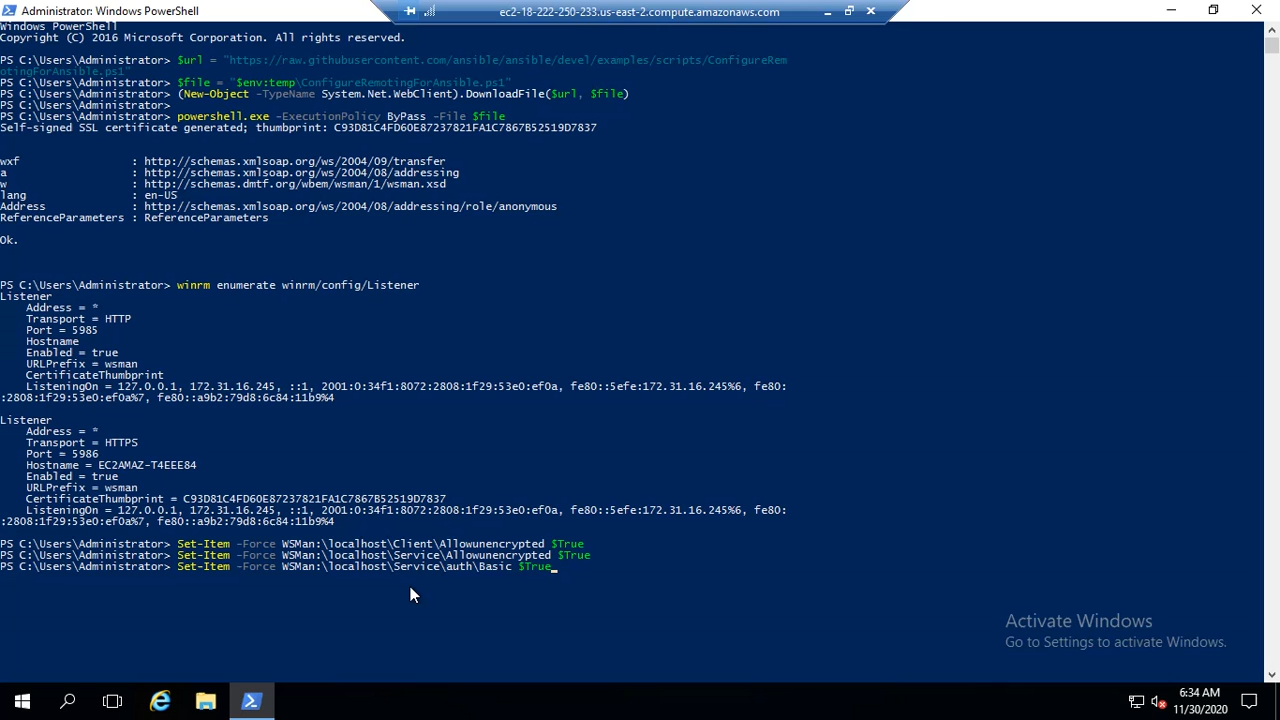 Administrator: Windows PowerShell
ec2-18-222-250-233.us-east-2.compute.amazonaws.com
Windows PowerShell
Copyright (C) 2016 Microsoft Corporation. All rights reserved.
PS C:\Users\Administrator> $url = "https://raw.githubusercontent.com/ansible/ansible/devel/examples/scripts/ConfigureRem
otingForAnsible.ps1"
PS C:\Users\Administrator> $file = "$env:temp\ConfigureRemotingForAnsible.ps1"
PS C:\Users\Administrator> (New-Object -TypeName System.Net.WebClient).DownloadFile($url, $file)
PS C:\Users\Administrator>
PS C:\Users\Administrator> powershell.exe -ExecutionPolicy ByPass -File $file
Self-signed SSL certificate generated; thumbprint: C93D81C4FD60E87237821FA1C7867B52519D7837
wxf : http://schemas.xmlsoap.org/ws/2004/09/transfer
a : http://schemas.xmlsoap.org/ws/2004/08/addressing
w : http://schemas.dmtf.org/wbem/wsman/1/wsman.xsd
lang : en-US
Address : http://schemas.xmlsoap.org/ws/2004/08/addressing/role/anonymous
ReferenceParameters : ReferenceParameters
Ok.
PS C:\Users\Administrator> winrm enumerate winrm/config/Listener
Listener
Address = *
Transport = HTTP
Port = 5985
Hostname
Enabled = true
URLPrefix = wsman
CertificateThumbprint
ListeningOn = 127.0.0.1, 172.31.16.245, ::1, 2001:0:34f1:8072:2808:1f29:53e0:ef0a, fe80::5efe:172.31.16.245%6, fe80:
:2808:1f29:53e0:ef0a%7, fe80::a9b2:79d8:6c84:11b9%4
Listener
Address = *
Transport = HTTPS
Port = 5986
Hostname = EC2AMAZ-T4EEE84
Enabled = true
URLPrefix = wsman
CertificateThumbprint = C93D81C4FD60E87237821FA1C7867B52519D7837
ListeningOn = 127.0.0.1, 172.31.16.245, ::1, 2001:0:34f1:8072:2808:1f29:53e0:ef0a, fe80::5efe:172.31.16.245%6, fe80:
:2808:1f29:53e0:ef0a%7, fe80::a9b2:79d8:6c84:11b9%4
PS C:\Users\Administrator> Set-Item -Force WSMan:\localhost\Client\Allowunencrypted $True
PS C:\Users\Administrator> Set-Item -Force WSMan:\localhost\Service\Allowunencrypted $True
PS C:\Users\Administrator> Set-Item -Force WSMan:\localhost\Service\auth\Basic $True_
Activate Windows
Go to Settings to activate Windows.
6:34 AM
11/30/2020